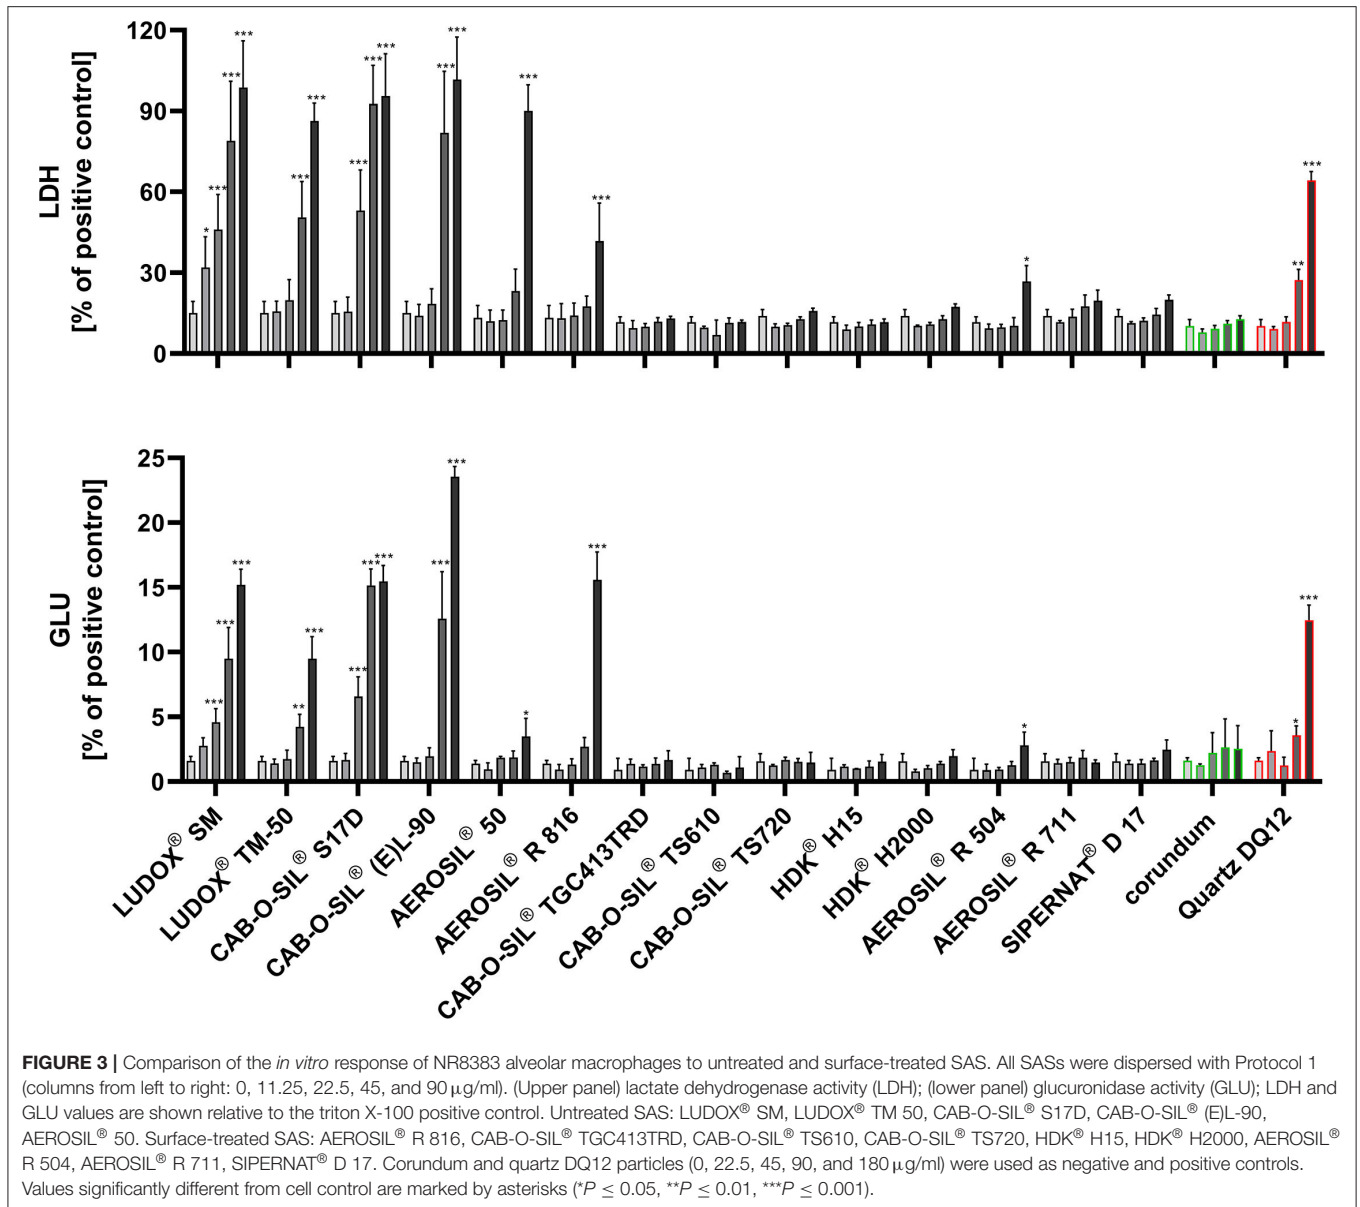 120
90
60
30
0
LDH
[% of positive control]
* *** *** ***
*** ***
*** *** ***
*** ***
***
***
*
** ***
25
20
15
10
5
0
GLU
[% of positive control]
*** *** ***
** ***
*** *** ***
*** ***
*
***
*
* ***
LUDOX® SM
LUDOX® TM-50
CAB-O-SIL® S17D
CAB-O-SIL® (E)L-90
AEROSIL® 50
AEROSIL® R 816
CAB-O-SIL® TGC413TRD
CAB-O-SIL® TS610
CAB-O-SIL® TS720
HDK® H15
HDK® H2000
AEROSIL® R 504
AEROSIL® R 711
SIPERNAT® D 17
corundum
Quartz DQ12
FIGURE 3 | Comparison of the in vitro response of NR8383 alveolar macrophages to untreated and surface-treated SAS. All SASs were dispersed with Protocol 1
(columns from left to right: 0, 11.25, 22.5, 45, and 90 μg/ml). (Upper panel) lactate dehydrogenase activity (LDH); (lower panel) glucuronidase activity (GLU); LDH and
GLU values are shown relative to the triton X-100 positive control. Untreated SAS: LUDOX® SM, LUDOX® TM 50, CAB-O-SIL® S17D, CAB-O-SIL® (E)L-90,
AEROSIL® 50. Surface-treated SAS: AEROSIL® R 816, CAB-O-SIL® TGC413TRD, CAB-O-SIL® TS610, CAB-O-SIL® TS720, HDK® H15, HDK® H2000, AEROSIL®
R 504, AEROSIL® R 711, SIPERNAT® D 17. Corundum and quartz DQ12 particles (0, 22.5, 45, 90, and 180 μg/ml) were used as negative and positive controls.
Values significantly different from cell control are marked by asterisks (*P ≤ 0.05, **P ≤ 0.01, ***P ≤ 0.001).